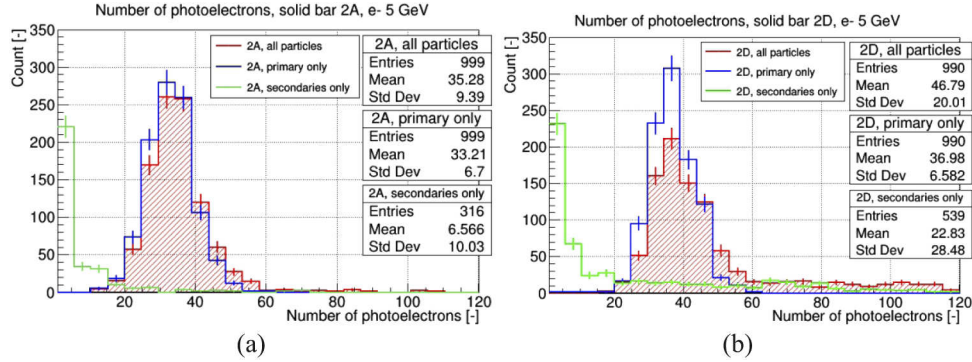 Number of photoelectrons, solid bar 2A, e- 5 GeV
Count [-]
350
300
250
200
150
100
50
0
20
40
60
80
100
120
Number of photoelectrons [-]
2A, all particles
2A, primary only
2A, secondaries only
2A, all particles
Entries 999
Mean 35.28
Std Dev 9.39
2A, primary only
Entries 999
Mean 33.21
Std Dev 6.7
2A, secondaries only
Entries 316
Mean 6.566
Std Dev 10.03
(a)
Number of photoelectrons, solid bar 2D, e- 5 GeV
Count [-]
350
300
250
200
150
100
50
0
20
40
60
80
100
120
Number of photoelectrons [-]
2D, all particles
2D, primary only
2D, secondaries only
2D, all particles
Entries 990
Mean 46.79
Std Dev 20.01
2D, primary only
Entries 990
Mean 36.98
Std Dev 6.582
2D, secondaries only
Entries 539
Mean 22.83
Std Dev 28.48
(b)